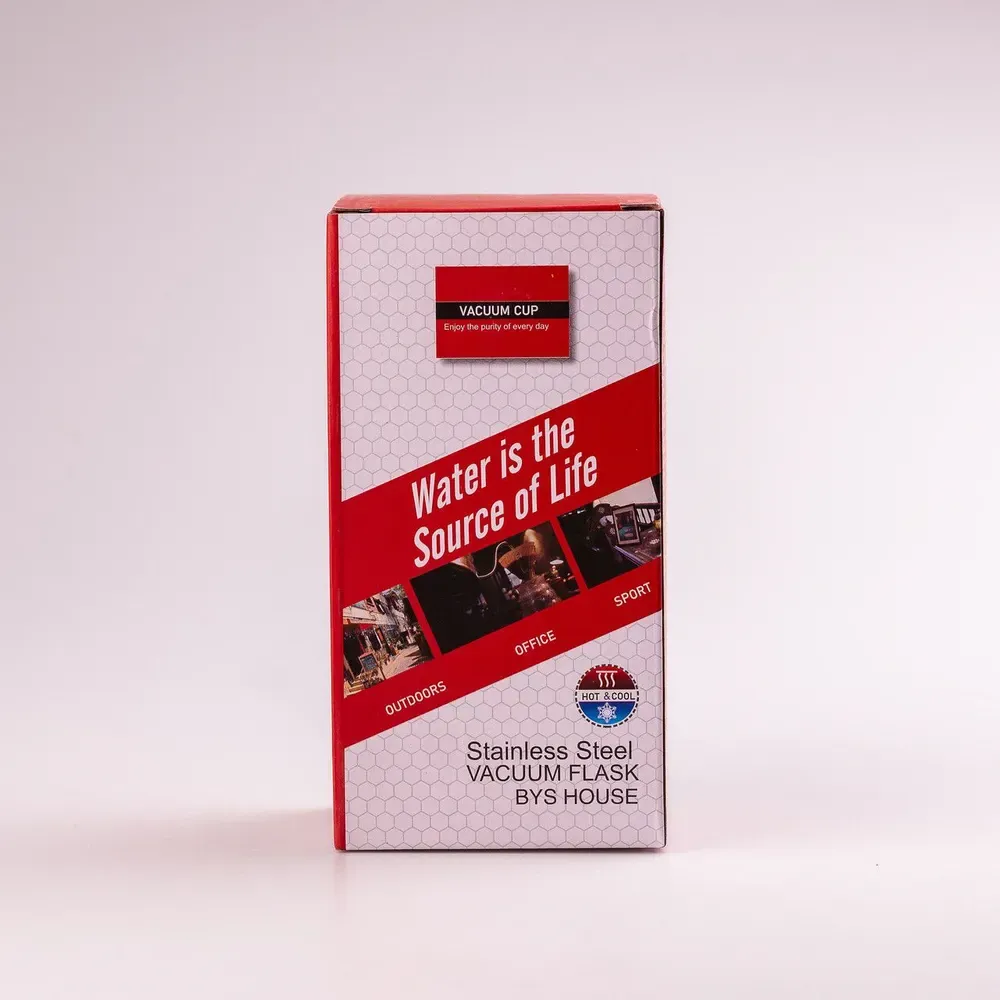 VACUUM CUP
Enjoy the purity of every day
Water is the
Source of Life
OUTDOORS
OFFICE
SPORT
HOT & COOL
Stainless Steel
VACUUM FLASK
BYS HOUSE